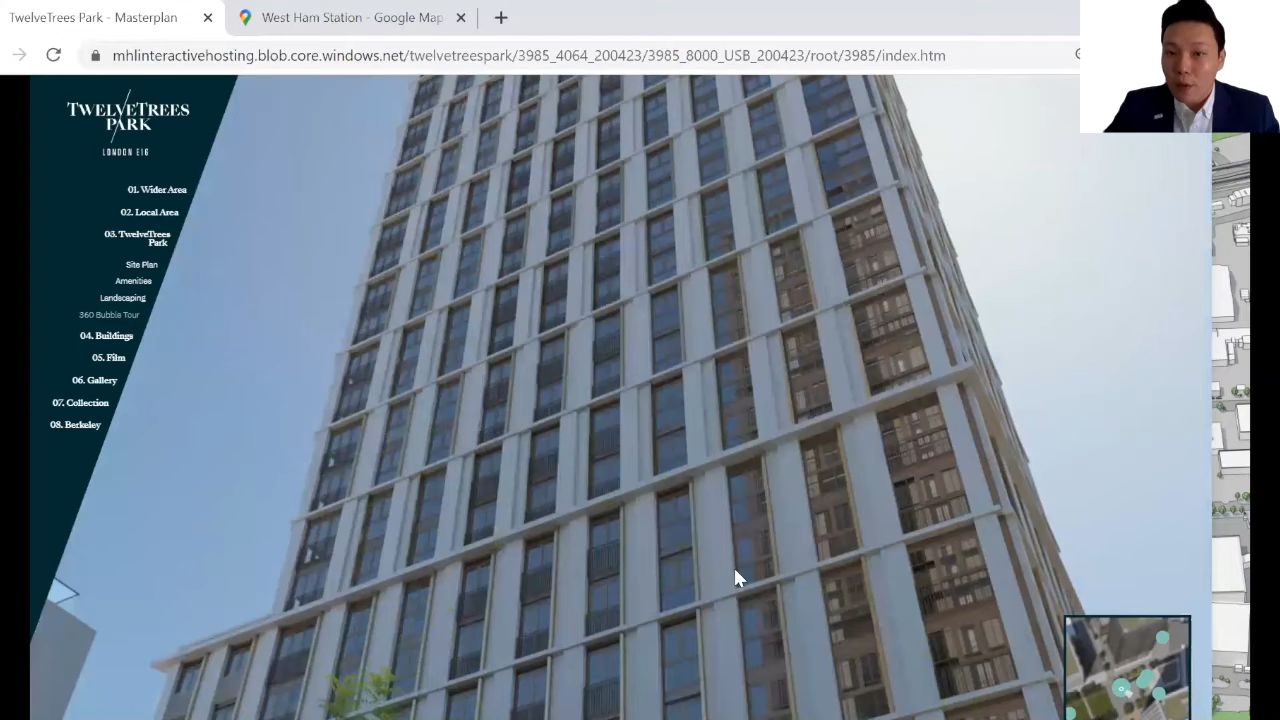 TwelveTrees Park - Masterplan
West Ham Station - Google Map
mhlinteractivehosting.blob.core.windows.net/twelvetreespark/3985_4064_200423/3985_8000_USB_200423/root/3985/index.htm
TWELVETREES
PARK
LONDON E16
01. Wider Area
02. Local Area
03. TwelveTrees
Park
Site Plan
Amenities
Landscaping
360 Bubble Tour
04. Buildings
05. Film
06. Gallery
07. Collection
08. Berkeley